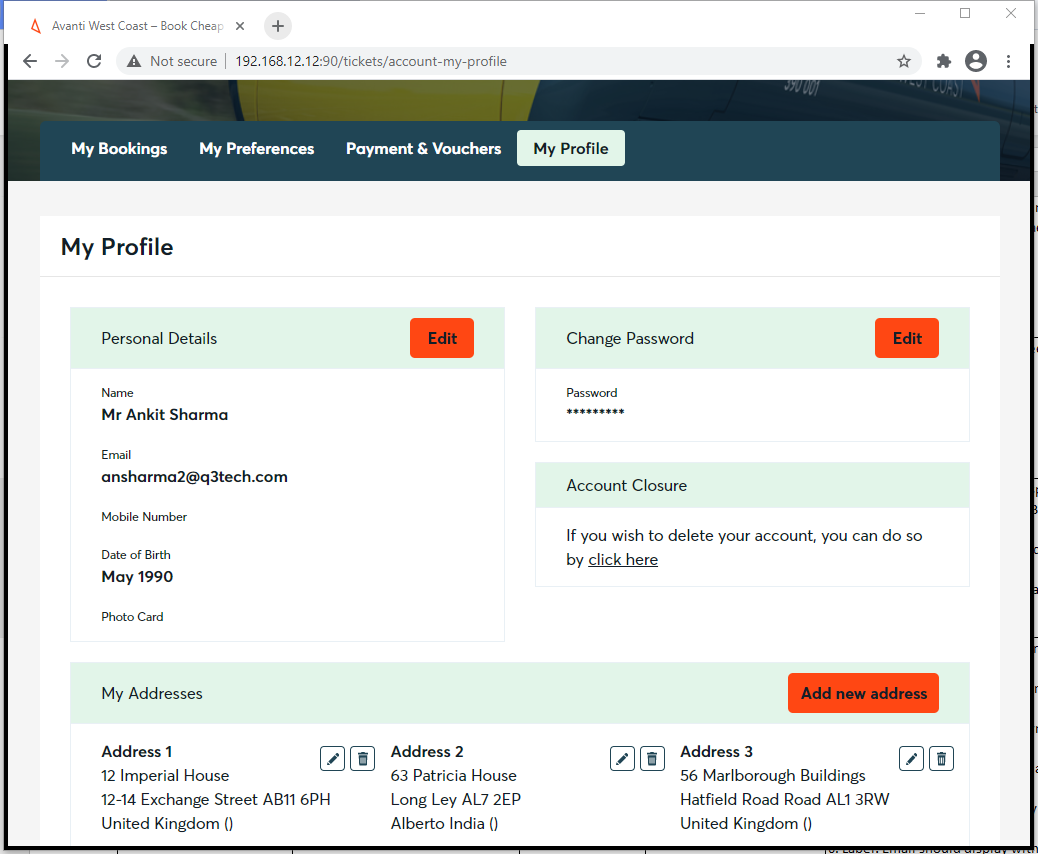 Avanti West Coast – Book Cheap
Not secure
192.168.12.12:90/tickets/account-my-profile
390 001
WEST COAST
My Bookings
My Preferences
Payment & Vouchers
My Profile
My Profile
Personal Details
Edit
Name
Mr Ankit Sharma
Email
ansharma2@q3tech.com
Mobile Number
Date of Birth
May 1990
Photo Card
Change Password
Edit
Password
*********
Account Closure
If you wish to delete your account, you can do so
by click here
My Addresses
Add new address
Address 1
12 Imperial House
12-14 Exchange Street AB11 6PH
United Kingdom ()
Address 2
63 Patricia House
Long Ley AL7 2EP
Alberto India ()
Address 3
56 Marlborough Buildings
Hatfield Road Road AL1 3RW
United Kingdom ()